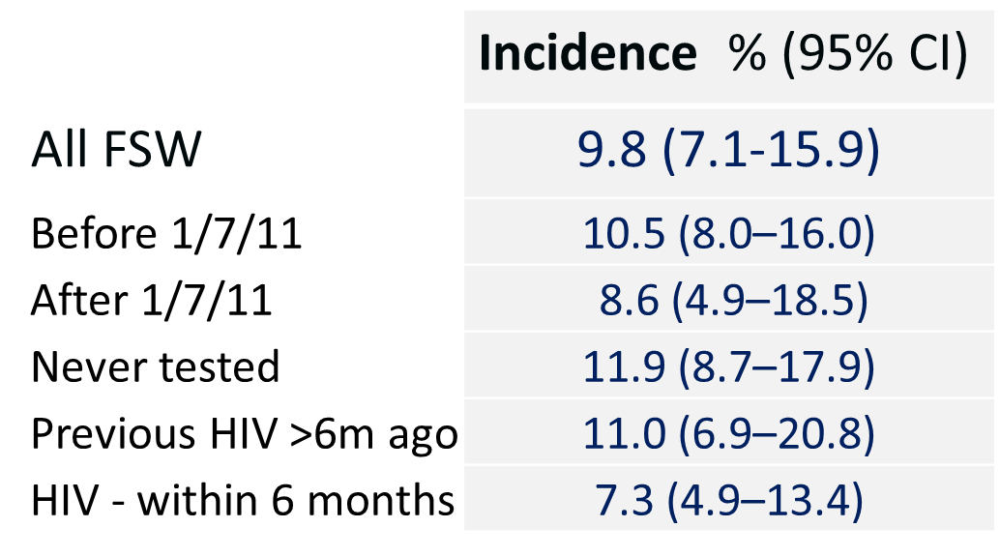 Incidence % (95% CI)
All FSW 9.8 (7.1-15.9)
Before 1/7/11 10.5 (8.0–16.0)
After 1/7/11 8.6 (4.9–18.5)
Never tested 11.9 (8.7–17.9)
Previous HIV >6m ago 11.0 (6.9–20.8)
HIV - within 6 months 7.3 (4.9–13.4)